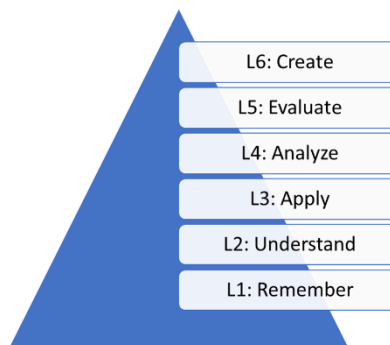 L6: Create
L5: Evaluate
L4: Analyze
L3: Apply
L2: Understand
L1: Remember